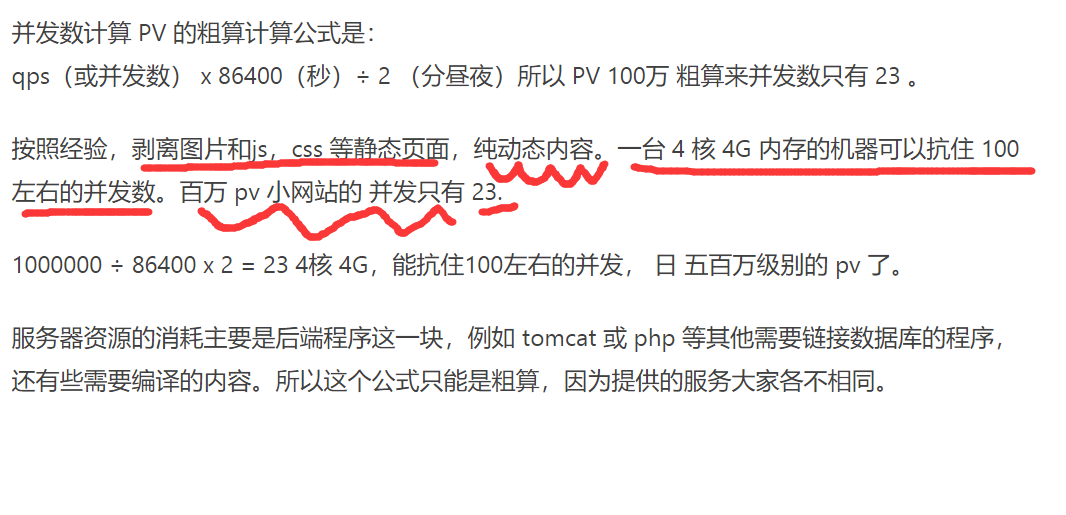 并发数计算 PV 的粗算计算公式是：
qps（或并发数） x 86400（秒）÷ 2 （分昼夜）所以 PV 100万 粗算来并发数只有 23 。
按照经验，剥离图片和js，css 等静态页面，纯动态内容。一台 4 核 4G 内存的机器可以抗住 100
左右的并发数。百万 pv 小网站的 并发只有 23.
1000000 ÷ 86400 x 2 = 23 4核 4G，能抗住100左右的并发， 日 五百万级别的 pv 了。
服务器资源的消耗主要是后端程序这一块，例如 tomcat 或 php 等其他需要链接数据库的程序，
还有些需要编译的内容。所以这个公式只能是粗算，因为提供的服务大家各不相同。